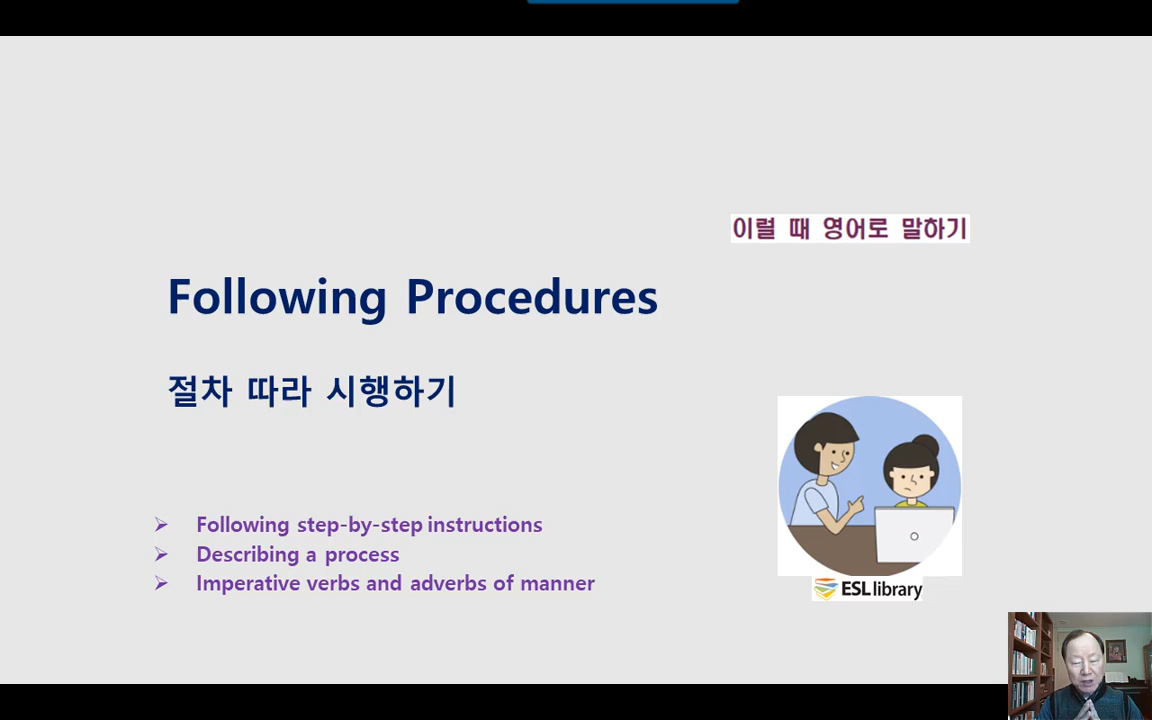 이럴 때 영어로 말하기
Following Procedures
절차 따라 시행하기
Following step-by-step instructions
Describing a process
Imperative verbs and adverbs of manner
ESL library